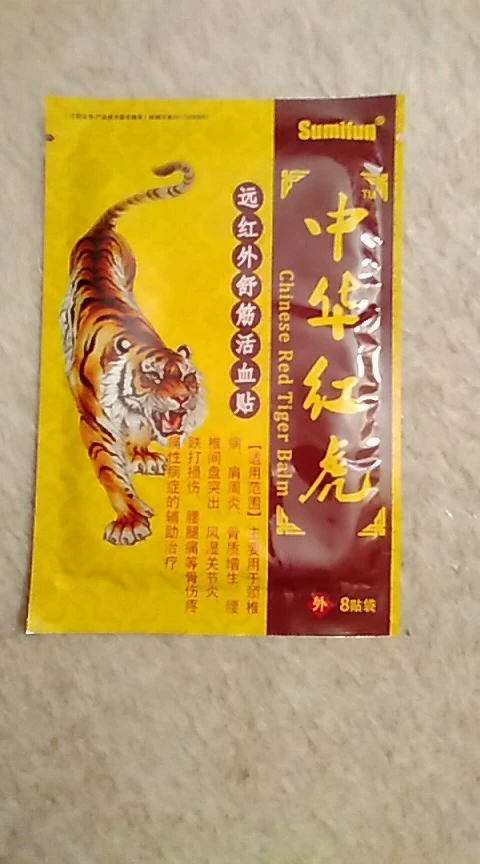 Sumifun®
TM
中华红虎
Chinese Red Tiger Balm
远红外舒筋活血贴
【适用范围】主要用于颈椎
病、肩周炎、骨质增生、腰
椎间盘突出、风湿关节炎、
跌打损伤、腰腿痛等骨伤疼
痛性病症的辅助治疗
外
8贴袋